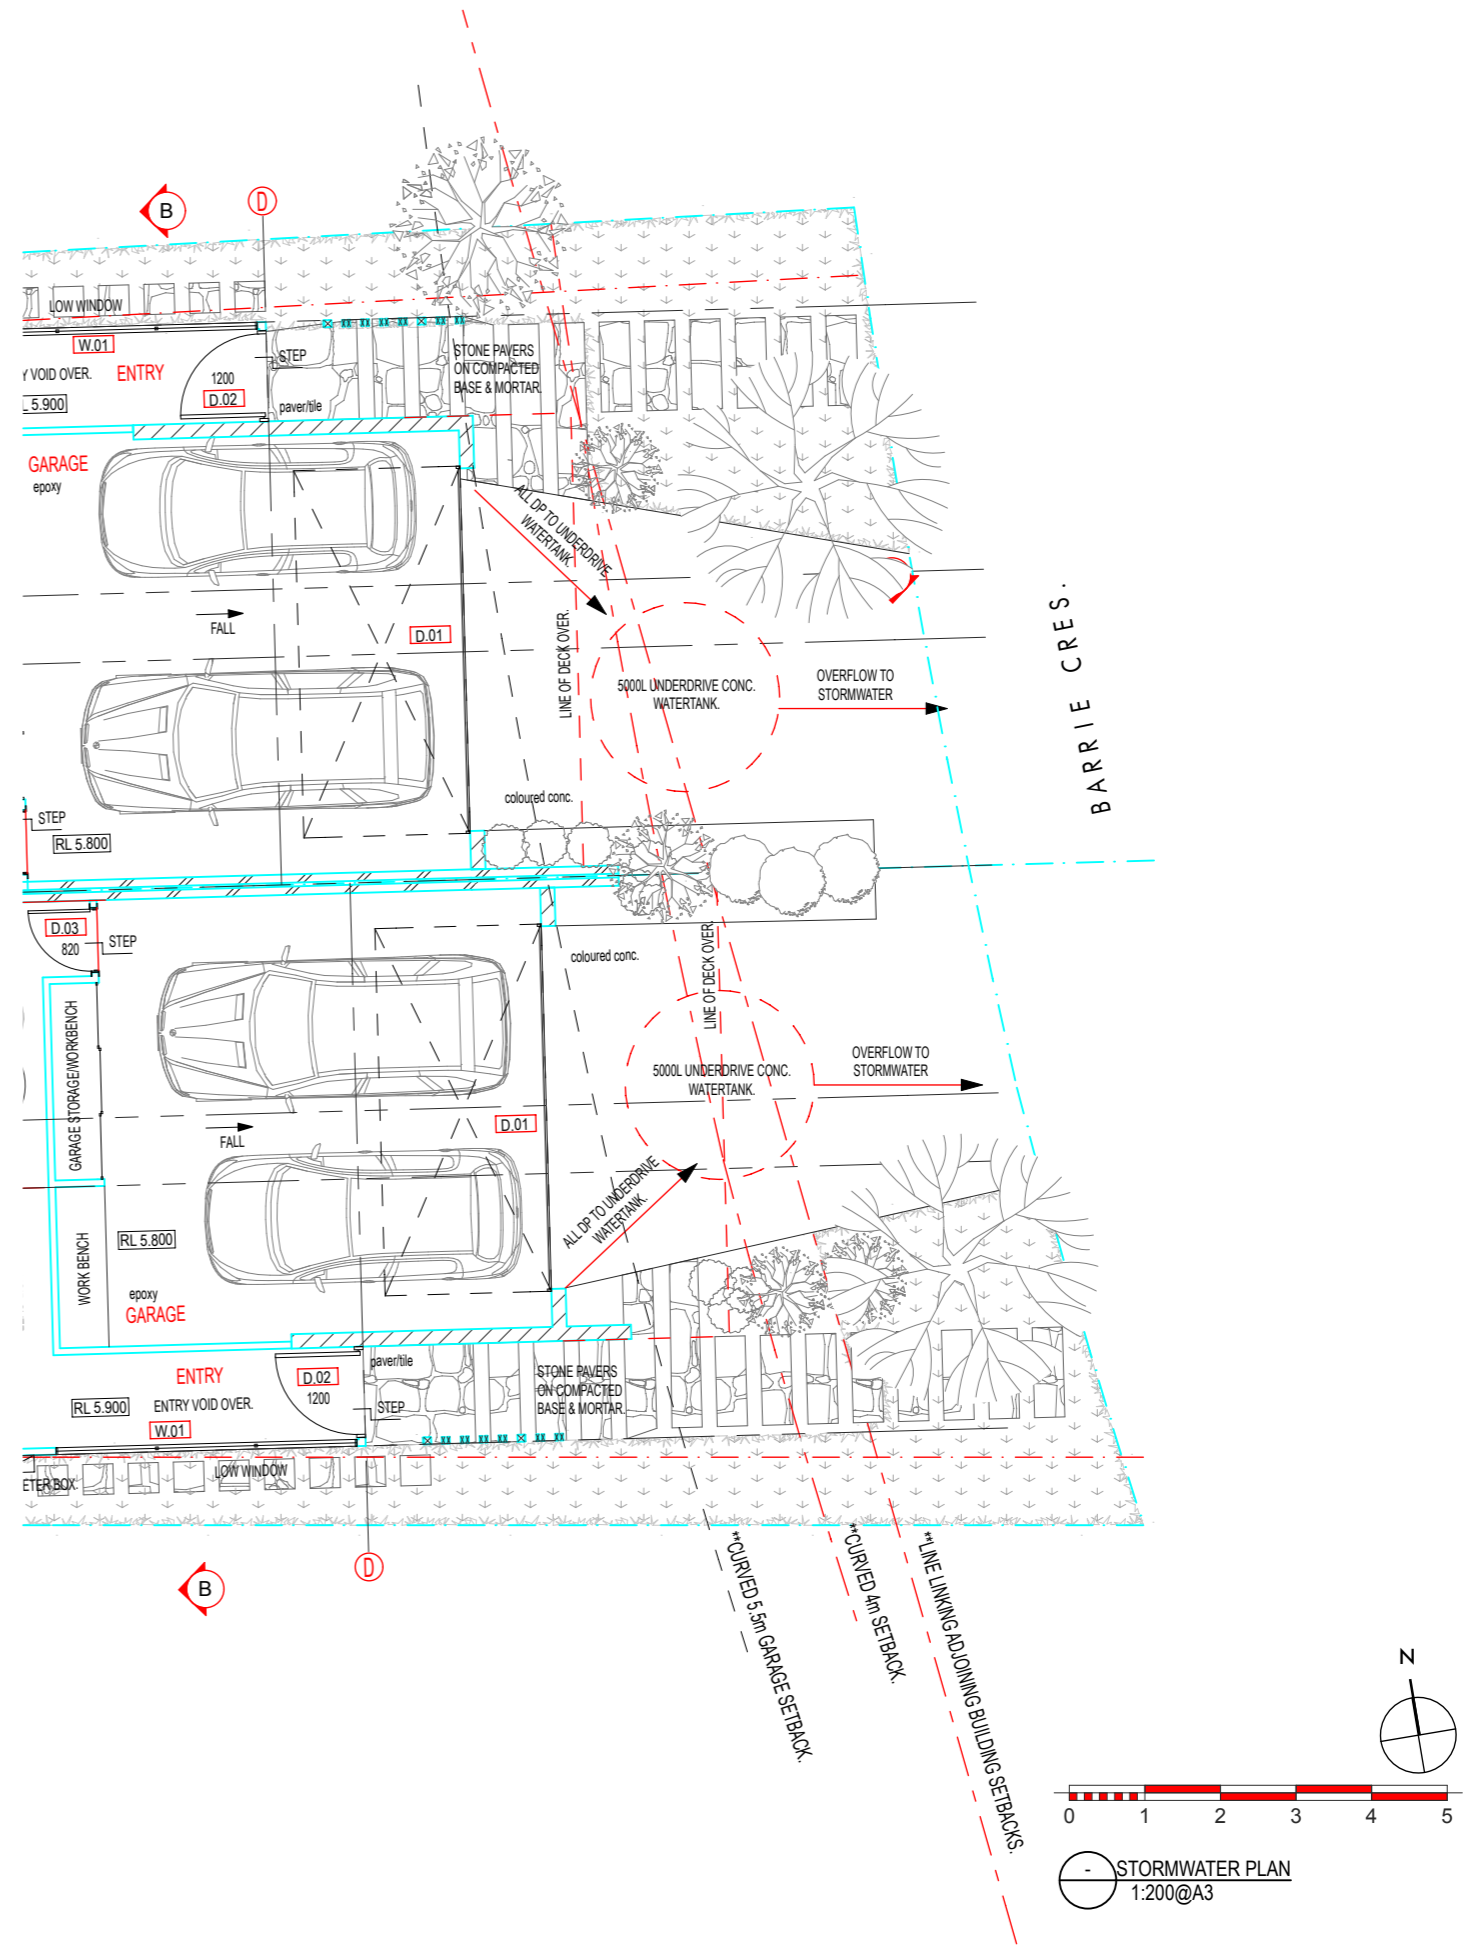 B
D
LOW WINDOW
W.01
STEP
STONE PAVERS
ON COMPACTED
BASE & MORTAR.
Y VOID OVER.
ENTRY
1200
D.02
5.900
paver/tile
GARAGE
epoxy
ALL DP TO UNDERDRIVE
WATERTANK.
FALL
D.01
LINE OF DECK OVER.
5000L UNDERDRIVE CONC.
WATERTANK.
OVERFLOW TO
STORMWATER
BARRIE CRES.
coloured conc.
STEP
RL 5.800
D.03
820
STEP
coloured conc.
LINE OF DECK OVER.
GARAGE STORAGE/WORKBENCH
5000L UNDERDRIVE CONC.
WATERTANK.
OVERFLOW TO
STORMWATER
D.01
FALL
ALL DP TO UNDERDRIVE
WATERTANK.
WORK BENCH
RL 5.800
epoxy
GARAGE
paver/tile
ENTRY
D.02
STONE PAVERS
ON COMPACTED
BASE & MORTAR.
RL 5.900
ENTRY VOID OVER.
1200
STEP
W.01
LOW WINDOW
ETER BOX.
D
B
**CURVED 5.5m GARAGE SETBACK.
**CURVED 4m SETBACK.
**LINE LINKING ADJOINING BUILDING SETBACKS.
N
0 1 2 3 4 5
- STORMWATER PLAN
1:200@A3